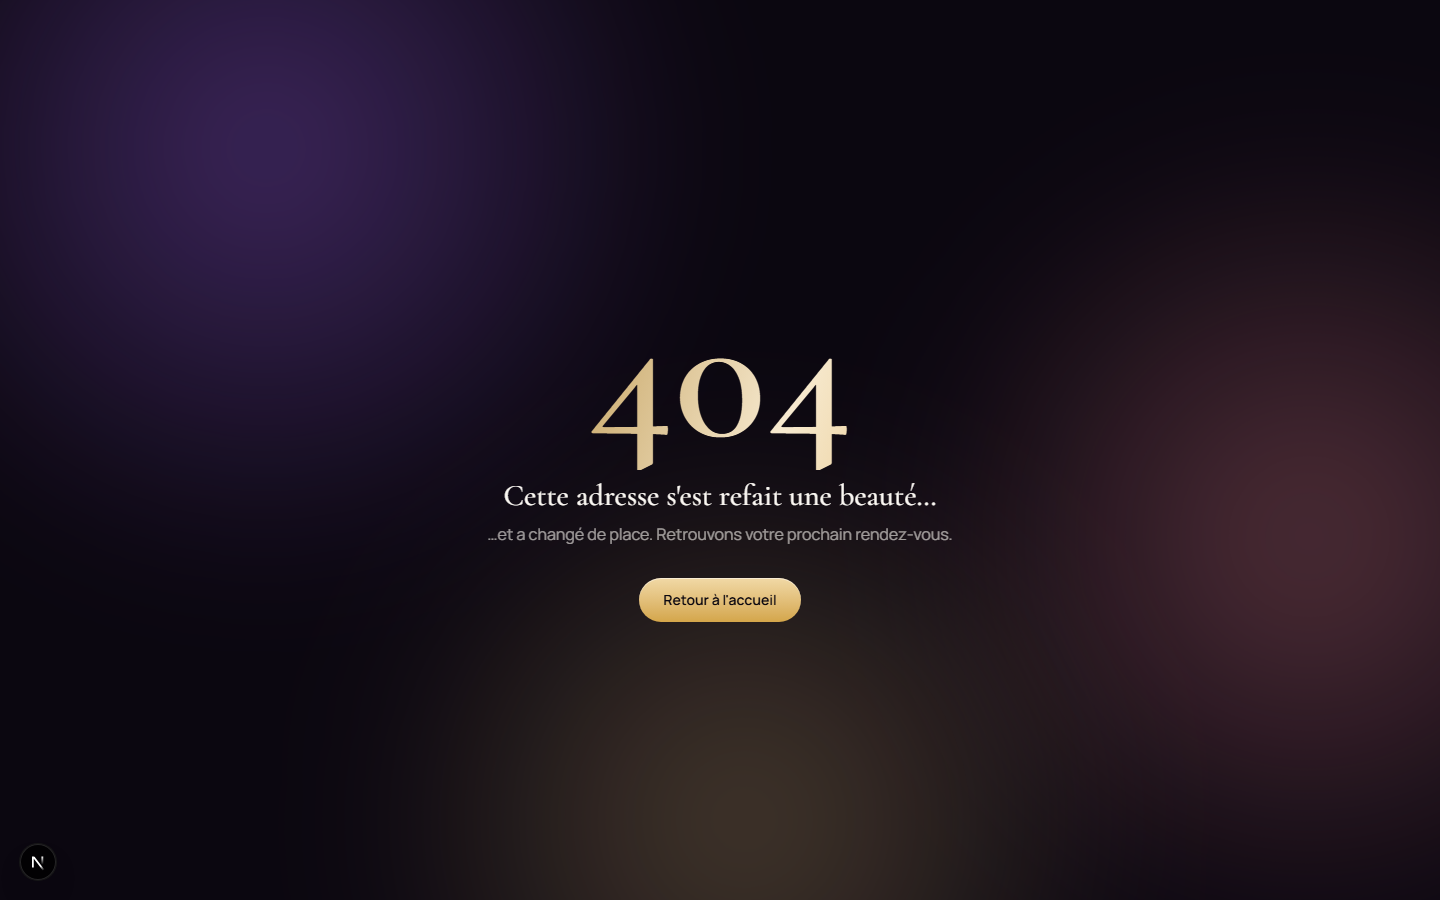 404
Cette adresse s'est refait une beauté…
…et a changé de place. Retrouvons votre prochain rendez-vous.
Retour à l'accueil
N